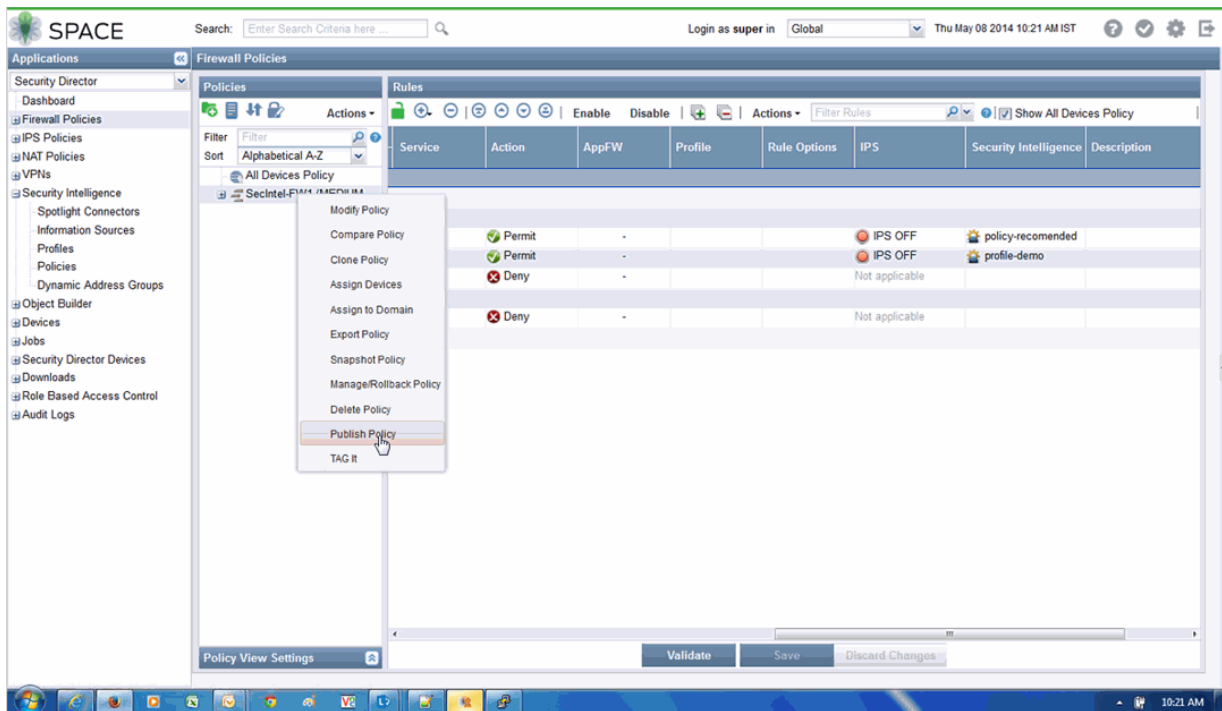 SPACE
Search: Enter Search Criteria here ...
Login as super in Global
Thu May 08 2014 10:21 AM IST
Applications
Security Director
Dashboard
Firewall Policies
IPS Policies
NAT Policies
VPNs
Security Intelligence
Spotlight Connectors
Information Sources
Profiles
Policies
Dynamic Address Groups
Object Builder
Devices
Jobs
Security Director Devices
Downloads
Role Based Access Control
Audit Logs
Firewall Policies
Policies
Actions
Filter Filter
Sort Alphabetical A-Z
All Devices Policy
SecIntel-FW1 /MEDIUM
Modify Policy
Compare Policy
Clone Policy
Assign Devices
Assign to Domain
Export Policy
Snapshot Policy
Manage/Rollback Policy
Delete Policy
Publish Policy
TAG It
Policy View Settings
Rules
Enable Disable Actions Filter Rules Show All Devices Policy
Service Action AppFW Profile Rule Options IPS Security Intelligence Description
Permit - IPS OFF policy-recomended
Permit - IPS OFF profile-demo
Deny - Not applicable
Deny - Not applicable
Validate Save Discard Changes
10:21 AM